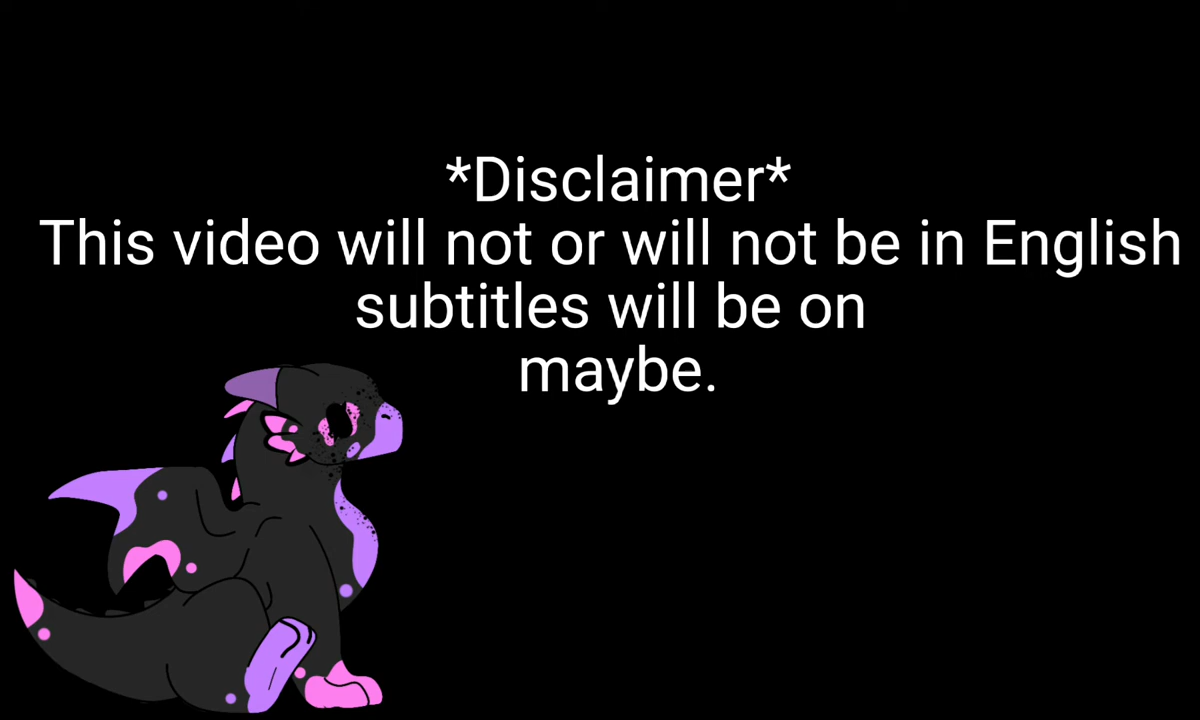 *Disclaimer*
This video will not or will not be in English
subtitles will be on
maybe.